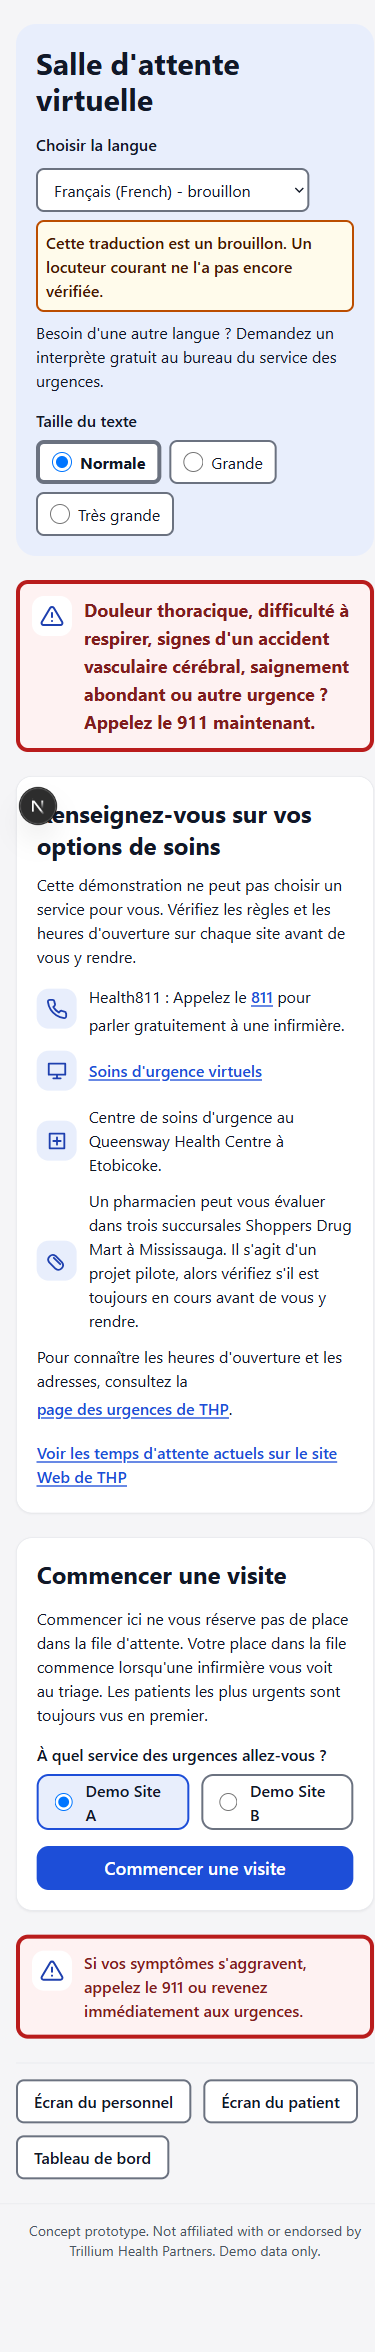 Salle d'attente
virtuelle
Choisir la langue
Français (French) - brouillon
Cette traduction est un brouillon. Un
locuteur courant ne l'a pas encore
vérifiée.
Besoin d'une autre langue ? Demandez un
interprète gratuit au bureau du service des
urgences.
Taille du texte
Normale
Grande
Très grande
Douleur thoracique, difficulté à
respirer, signes d'un accident
vasculaire cérébral, saignement
abondant ou autre urgence ?
Appelez le 911 maintenant.
N
enseignez-vous sur vos
options de soins
Cette démonstration ne peut pas choisir un
service pour vous. Vérifiez les règles et les
heures d'ouverture sur chaque site avant de
vous y rendre.
Health811 : Appelez le 811 pour
parler gratuitement à une infirmière.
Soins d'urgence virtuels
Centre de soins d'urgence au
Queensway Health Centre à
Etobicoke.
Un pharmacien peut vous évaluer
dans trois succursales Shoppers Drug
Mart à Mississauga. Il s'agit d'un
projet pilote, alors vérifiez s'il est
toujours en cours avant de vous y
rendre.
Pour connaître les heures d'ouverture et les
adresses, consultez la
page des urgences de THP.
Voir les temps d'attente actuels sur le site
Web de THP
Commencer une visite
Commencer ici ne vous réserve pas de place
dans la file d'attente. Votre place dans la file
commence lorsqu'une infirmière vous voit
au triage. Les patients les plus urgents sont
toujours vus en premier.
À quel service des urgences allez-vous ?
Demo Site
A
Demo Site
B
Commencer une visite
Si vos symptômes s'aggravent,
appelez le 911 ou revenez
immédiatement aux urgences.
Écran du personnel
Écran du patient
Tableau de bord
Concept prototype. Not affiliated with or endorsed by
Trillium Health Partners. Demo data only.